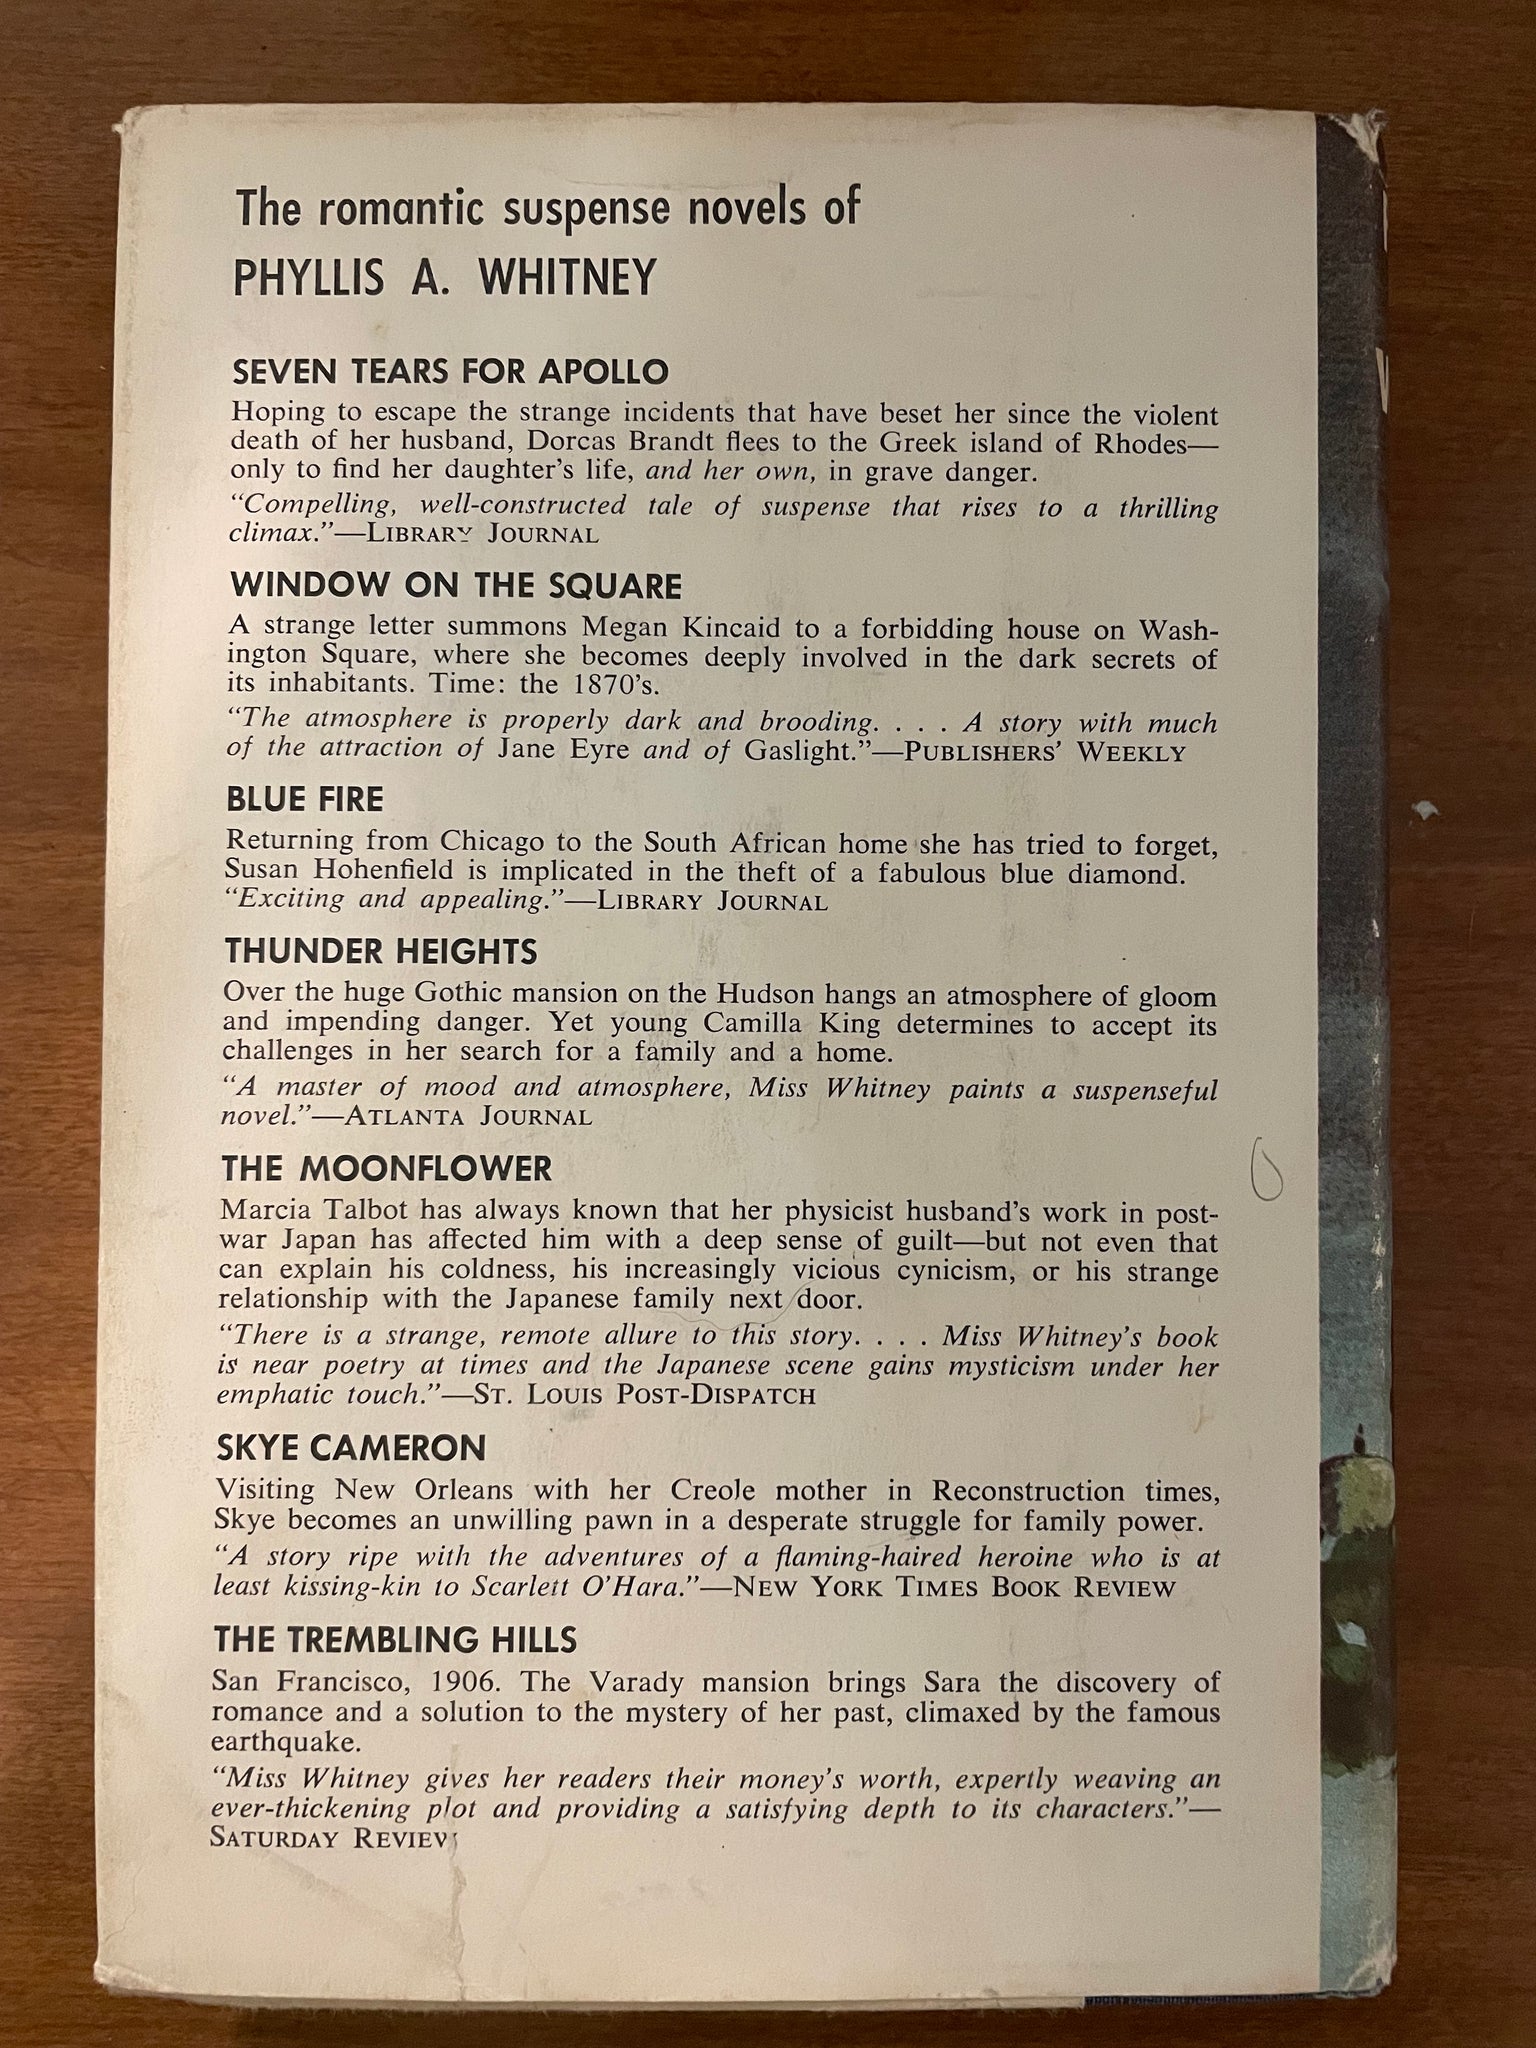 The romantic suspense novels of
PHYLLIS A. WHITNEY
SEVEN TEARS FOR APOLLO
Hoping to escape the strange incidents that have beset her since the violent
death of her husband, Dorcas Brandt flees to the Greek island of Rhodes—
only to find her daughter's life, and her own, in grave danger.
"Compelling, well-constructed tale of suspense that rises to a thrilling
climax."—LIBRARY JOURNAL
WINDOW ON THE SQUARE
A strange letter summons Megan Kincaid to a forbidding house on Wash-
ington Square, where she becomes deeply involved in the dark secrets of
its inhabitants. Time: the 1870's.
"The atmosphere is properly dark and brooding. . . . A story with much
of the attraction of Jane Eyre and of Gaslight."—PUBLISHERS' WEEKLY
BLUE FIRE
Returning from Chicago to the South African home she has tried to forget,
Susan Hohenfield is implicated in the theft of a fabulous blue diamond.
"Exciting and appealing."—LIBRARY JOURNAL
THUNDER HEIGHTS
Over the huge Gothic mansion on the Hudson hangs an atmosphere of gloom
and impending danger. Yet young Camilla King determines to accept its
challenges in her search for a family and a home.
"A master of mood and atmosphere, Miss Whitney paints a suspenseful
novel."—ATLANTA JOURNAL
THE MOONFLOWER
Marcia Talbot has always known that her physicist husband's work in post-
war Japan has affected him with a deep sense of guilt—but not even that
can explain his coldness, his increasingly vicious cynicism, or his strange
relationship with the Japanese family next door.
"There is a strange, remote allure to this story. . . . Miss Whitney's book
is near poetry at times and the Japanese scene gains mysticism under her
emphatic touch."—ST. LOUIS POST-DISPATCH
SKYE CAMERON
Visiting New Orleans with her Creole mother in Reconstruction times,
Skye becomes an unwilling pawn in a desperate struggle for family power.
"A story ripe with the adventures of a flaming-haired heroine who is at
least kissing-kin to Scarlett O'Hara."—NEW YORK TIMES BOOK REVIEW
THE TREMBLING HILLS
San Francisco, 1906. The Varady mansion brings Sara the discovery of
romance and a solution to the mystery of her past, climaxed by the famous
earthquake.
"Miss Whitney gives her readers their money's worth, expertly weaving an
ever-thickening plot and providing a satisfying depth to its characters."—
SATURDAY REVIEW